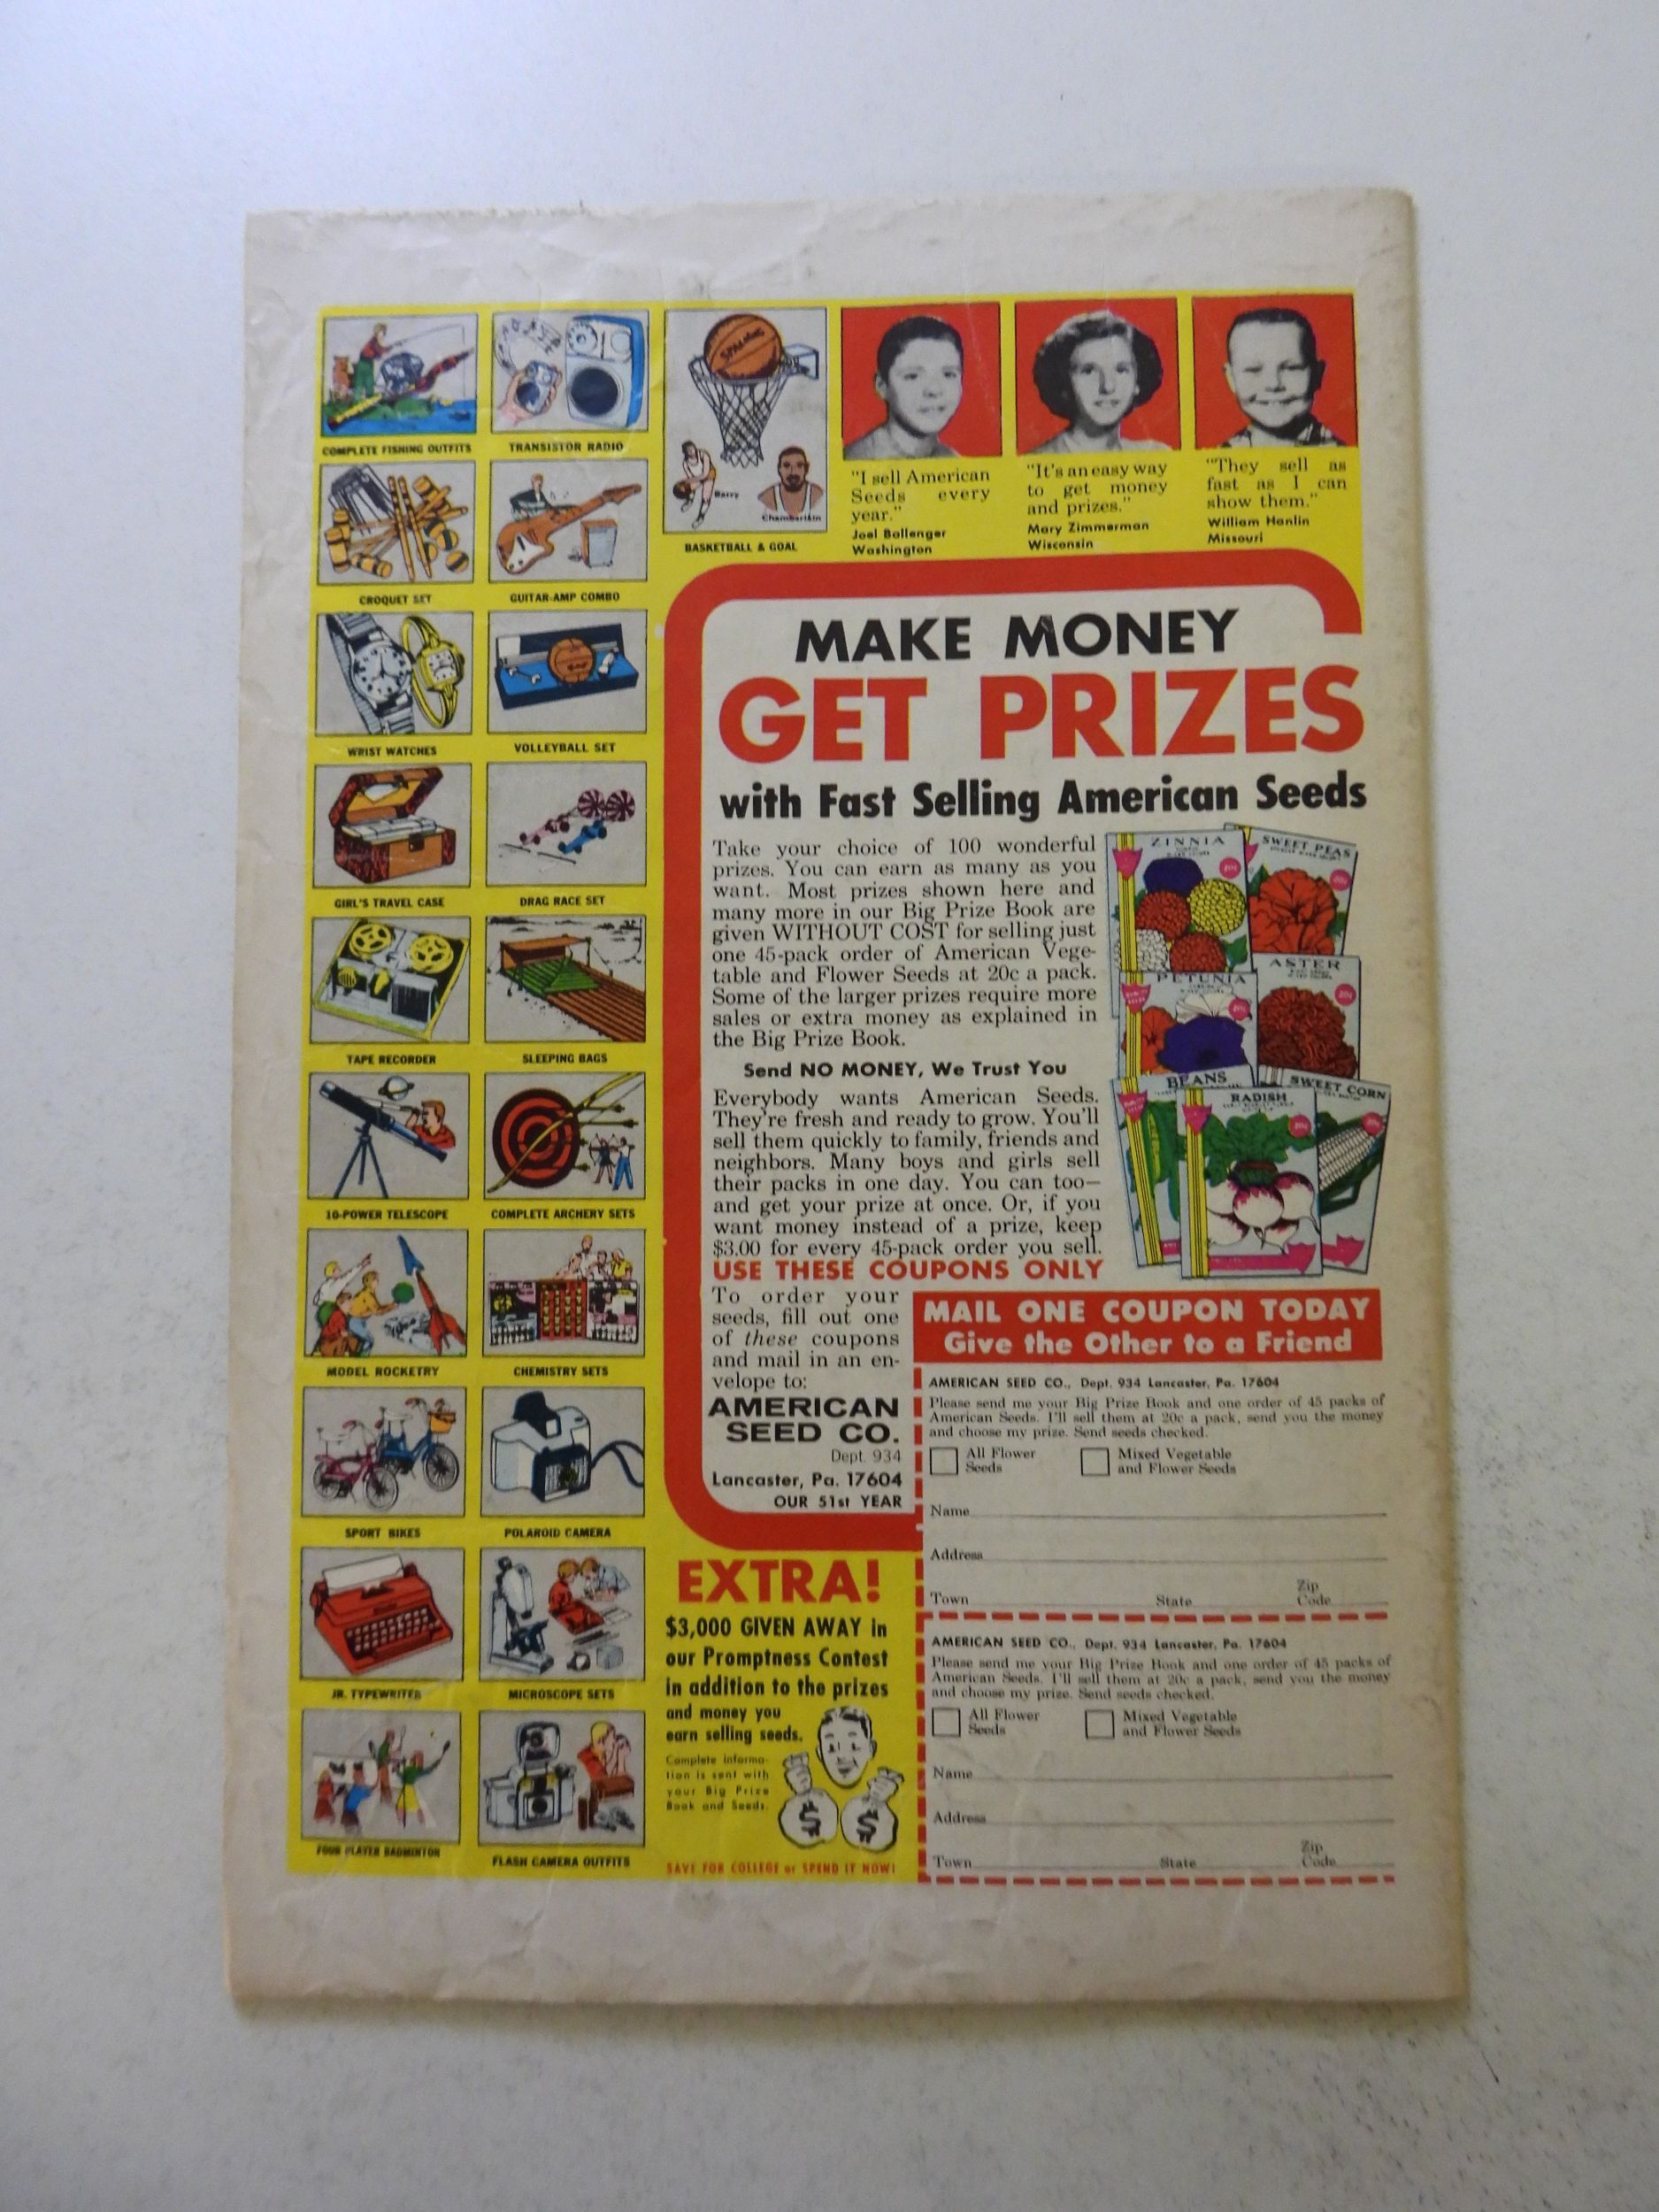 COMPLETE FISHING OUTFITS
TRANSISTOR RADIO
CROQUET SET
GUITAR-AMP COMBO
WRIST WATCHES
VOLLEYBALL SET
GIRL'S TRAVEL CASE
DRAG RACE SET
TAPE RECORDER
SLEEPING BAGS
10-POWER TELESCOPE
COMPLETE ARCHERY SETS
MODEL ROCKETRY
CHEMISTRY SETS
SPORT BIKES
POLAROID CAMERA
JR. TYPEWRITER
MICROSCOPE SETS
FOUR PLAYER BADMINTON
FLASH CAMERA OUTFITS
SPALDING
Barry
Chamberlain
BASKETBALL & GOAL
"I sell American
Seeds every
year."
Joel Ballenger
Washington
"It's an easy way
to get money
and prizes."
Mary Zimmerman
Wisconsin
"They sell as
fast as I can
show them."
William Hanlin
Missouri
MAKE MONEY
GET PRIZES
with Fast Selling American Seeds
Take your choice of 100 wonderful
prizes. You can earn as many as you
want. Most prizes shown here and
many more in our Big Prize Book are
given WITHOUT COST for selling just
one 45-pack order of American Vege-
table and Flower Seeds at 20c a pack.
Some of the larger prizes require more
sales or extra money as explained in
the Big Prize Book.
Send NO MONEY, We Trust You
Everybody wants American Seeds.
They're fresh and ready to grow. You'll
sell them quickly to family, friends and
neighbors. Many boys and girls sell
their packs in one day. You can too—
and get your prize at once. Or, if you
want money instead of a prize, keep
$3.00 for every 45-pack order you sell.
USE THESE COUPONS ONLY
To order your
seeds, fill out one
of these coupons
and mail in an en-
velope to:
AMERICAN
SEED CO.
Dept. 934
Lancaster, Pa. 17604
OUR 51st YEAR
ZINNIA
SWEET PEAS
PETUNIA
ASTER
BEANS
RADISH
SWEET CORN
MAIL ONE COUPON TODAY
Give the Other to a Friend
AMERICAN SEED CO., Dept. 934 Lancaster, Pa. 17604
Please send me your Big Prize Book and one order of 45 packs of
American Seeds. I'll sell them at 20c a pack, send you the money
and choose my prize. Send seeds checked.
All Flower
Seeds
Mixed Vegetable
and Flower Seeds
Name
Address
Town State Zip Code
AMERICAN SEED CO., Dept. 934 Lancaster, Pa. 17604
Please send me your Big Prize Book and one order of 45 packs of
American Seeds. I'll sell them at 20c a pack, send you the money
and choose my prize. Send seeds checked.
All Flower
Seeds
Mixed Vegetable
and Flower Seeds
Name
Address
Town State Zip Code
EXTRA!
$3,000 GIVEN AWAY in
our Promptness Contest
in addition to the prizes
and money you
earn selling seeds.
Complete informa-
tion is sent with
your Big Prize
Book and Seeds.
$ $
SAVE FOR COLLEGE or SPEND IT NOW!